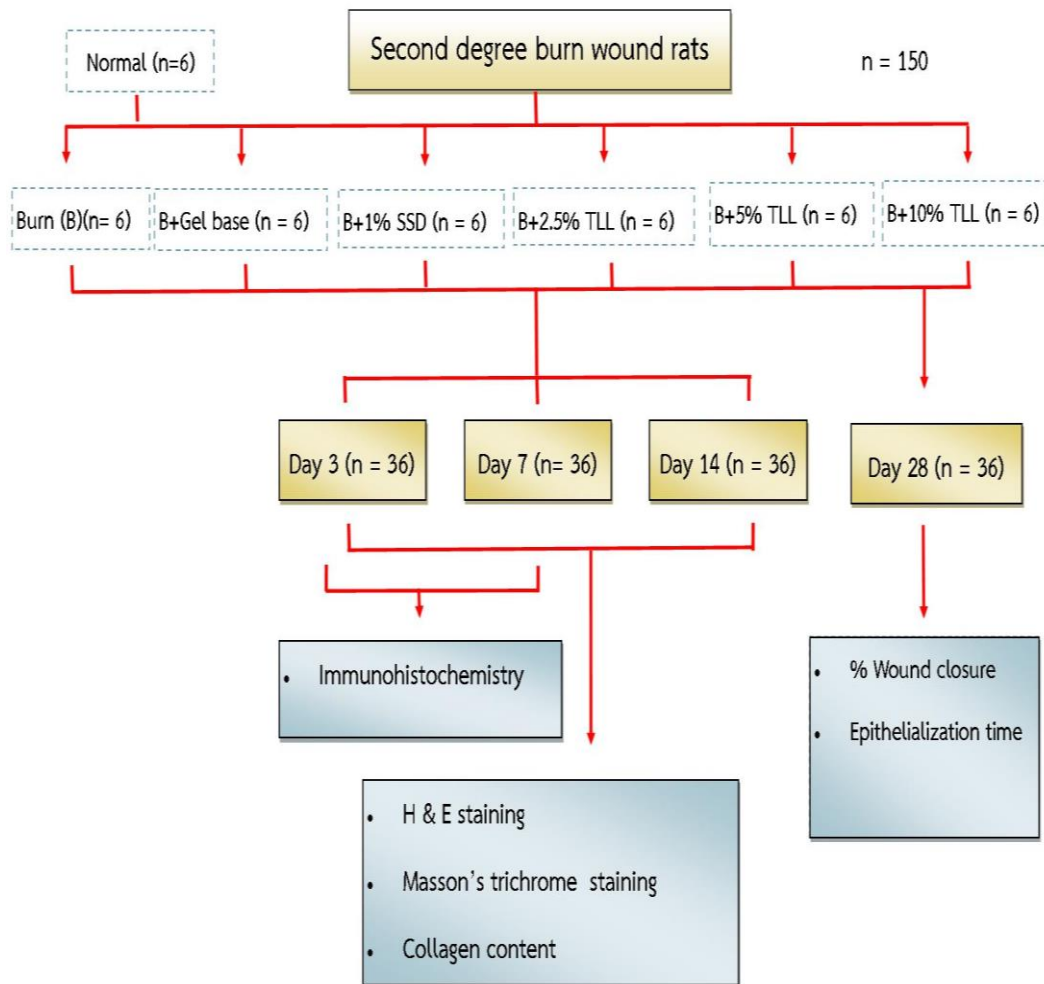 Normal (n=6)
Second degree burn wound rats
n = 150
Burn (B)(n= 6)
B+Gel base (n = 6)
B+1% SSD (n = 6)
B+2.5% TLL (n = 6)
B+5% TLL (n = 6)
B+10% TLL (n = 6)
Day 3 (n = 36)
Day 7 (n= 36)
Day 14 (n = 36)
Day 28 (n = 36)
• Immunohistochemistry
• % Wound closure
• Epithelialization time
• H & E staining
• Masson's trichrome staining
• Collagen content